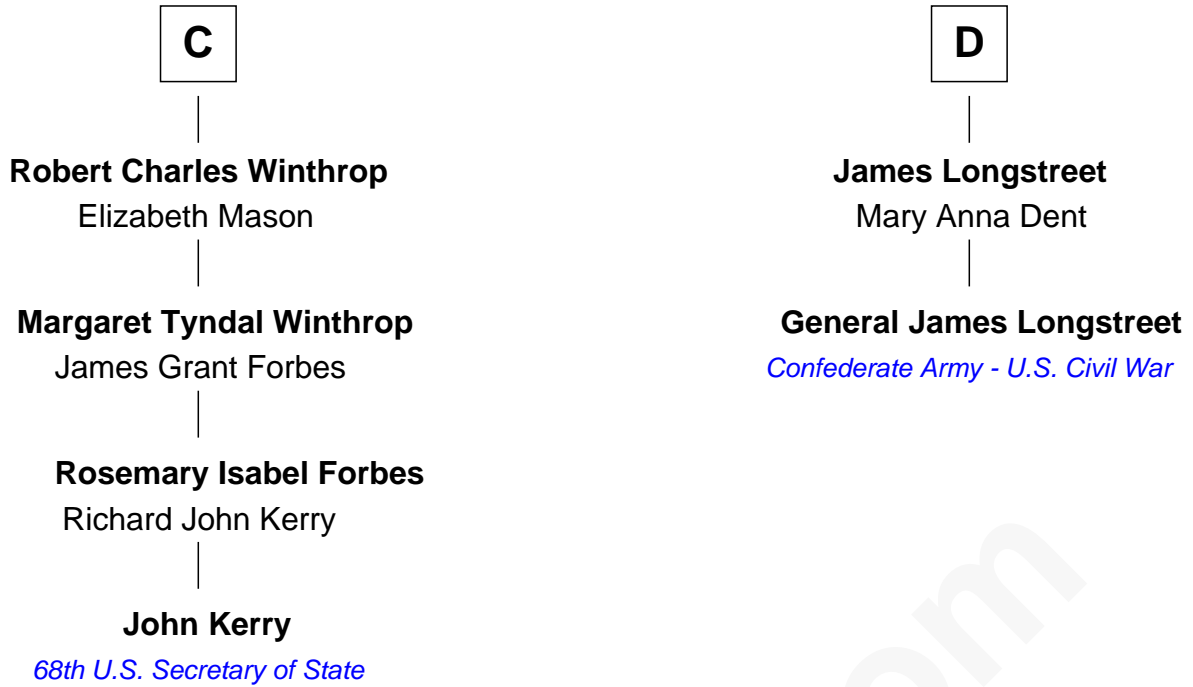 C
Robert Charles Winthrop
Elizabeth Mason
Margaret Tyndal Winthrop
James Grant Forbes
Rosemary Isabel Forbes
Richard John Kerry
John Kerry
68th U.S. Secretary of State
D
James Longstreet
Mary Anna Dent
General James Longstreet
Confederate Army - U.S. Civil War
om